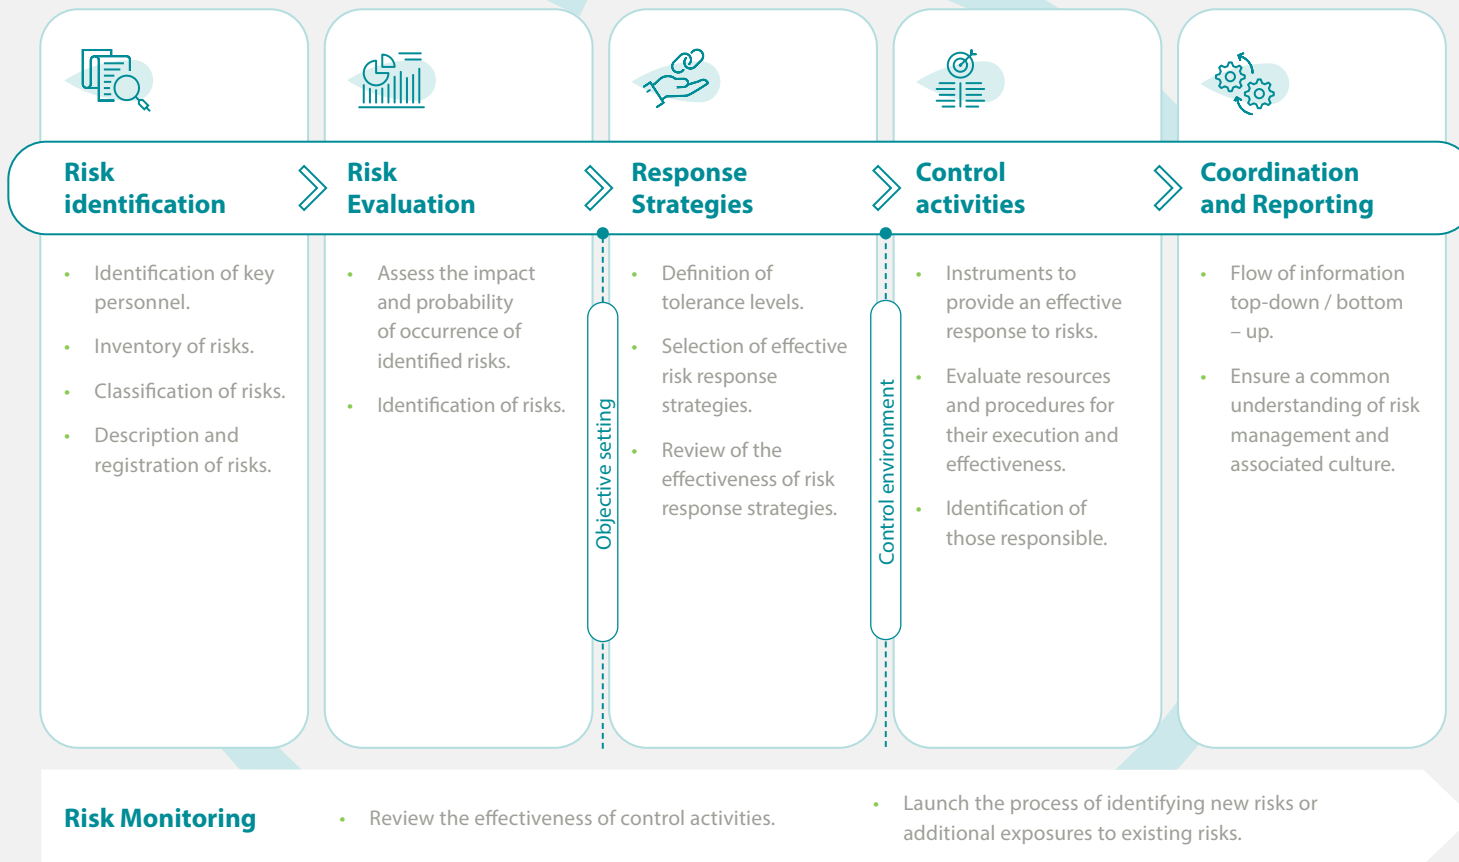 Risk
identification
Risk
Evaluation
Response
Strategies
Control
activities
Coordination
and Reporting
• Identification of key
personnel.
• Inventory of risks.
• Classification of risks.
• Description and
registration of risks.
• Assess the impact
and probability
of occurrence of
identified risks.
• Identification of risks.
Objective setting
• Definition of
tolerance levels.
• Selection of effective
risk response
strategies.
• Review of the
effectiveness of risk
response strategies.
Control environment
• Instruments to
provide an effective
response to risks.
• Evaluate resources
and procedures for
their execution and
effectiveness.
• Identification of
those responsible.
• Flow of information
top-down / bottom
– up.
• Ensure a common
understanding of risk
management and
associated culture.
Risk Monitoring
• Review the effectiveness of control activities.
• Launch the process of identifying new risks or
additional exposures to existing risks.